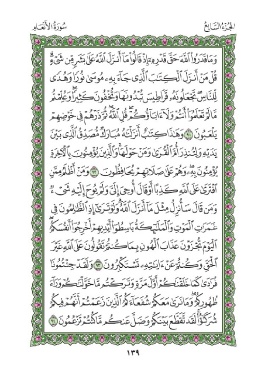 الجزء السابع سورة الأنعام
وَمَا قَدَرُوا۟ ٱللَّهَ حَقَّ قَدْرِهِۦٓ إِذْ قَالُوا۟ مَآ أَنزَلَ ٱللَّهُ عَلَىٰ بَشَرٍ مِّن شَىْءٍ
قُلْ مَنْ أَنزَلَ ٱلْكِتَـٰبَ ٱلَّذِى جَآءَ بِهِۦ مُوسَىٰ نُورًا وَهُدًى
لِّلنَّاسِ تَجْعَلُونَهُۥ قَرَاطِيسَ تُبْدُونَهَا وَتُخْفُونَ كَثِيرًا وَعُلِّمْتُم
مَّا لَمْ تَعْلَمُوٓا۟ أَنتُمْ وَلَآ ءَابَآؤُكُمْ قُلِ ٱللَّهُ ثُمَّ ذَرْهُمْ فِى خَوْضِهِمْ
يَلْعَبُونَ ٩١ وَهَـٰذَا كِتَـٰبٌ أَنزَلْنَـٰهُ مُبَارَكٌ مُّصَدِّقُ ٱلَّذِى بَيْنَ
يَدَيْهِ وَلِتُنذِرَ أُمَّ ٱلْقُرَىٰ وَمَنْ حَوْلَهَا وَٱلَّذِينَ يُؤْمِنُونَ بِٱلْـَٔاخِرَةِ
يُؤْمِنُونَ بِهِۦ وَهُمْ عَلَىٰ صَلَاتِهِمْ يُحَافِظُونَ ٩٢ وَمَنْ أَظْلَمُ مِمَّنِ
ٱفْتَرَىٰ عَلَى ٱللَّهِ كَذِبًا أَوْ قَالَ أُوحِىَ إِلَىَّ وَلَمْ يُوحَ إِلَيْهِ شَىْءٌ
وَمَن قَالَ سَأُنزِلُ مِثْلَ مَآ أَنزَلَ ٱللَّهُ وَلَوْ تَرَىٰٓ إِذِ ٱلظَّـٰلِمُونَ فِى
غَمَرَٰتِ ٱلْمَوْتِ وَٱلْمَلَـٰٓئِكَةُ بَاسِطُوٓا۟ أَيْدِيهِمْ أَخْرِجُوٓا۟ أَنفُسَكُمُ
ٱلْيَوْمَ تُجْزَوْنَ عَذَابَ ٱلْهُونِ بِمَا كُنتُمْ تَقُولُونَ عَلَى ٱللَّهِ غَيْرَ
ٱلْحَقِّ وَكُنتُمْ عَنْ ءَايَـٰتِهِۦ تَسْتَكْبِرُونَ ٩٣ وَلَقَدْ جِئْتُمُونَا
فُرَٰدَىٰ كَمَا خَلَقْنَـٰكُمْ أَوَّلَ مَرَّةٍ وَتَرَكْتُم مَّا خَوَّلْنَـٰكُمْ وَرَآءَ
ظُهُورِكُمْ وَمَا نَرَىٰ مَعَكُمْ شُفَعَآءَكُمُ ٱلَّذِينَ زَعَمْتُمْ أَنَّهُمْ فِيكُمْ
شُرَكَـٰٓؤُا۟ لَقَد تَّقَطَّعَ بَيْنَكُمْ وَضَلَّ عَنكُم مَّا كُنتُمْ تَزْعُمُونَ ٩٤
١٣٩